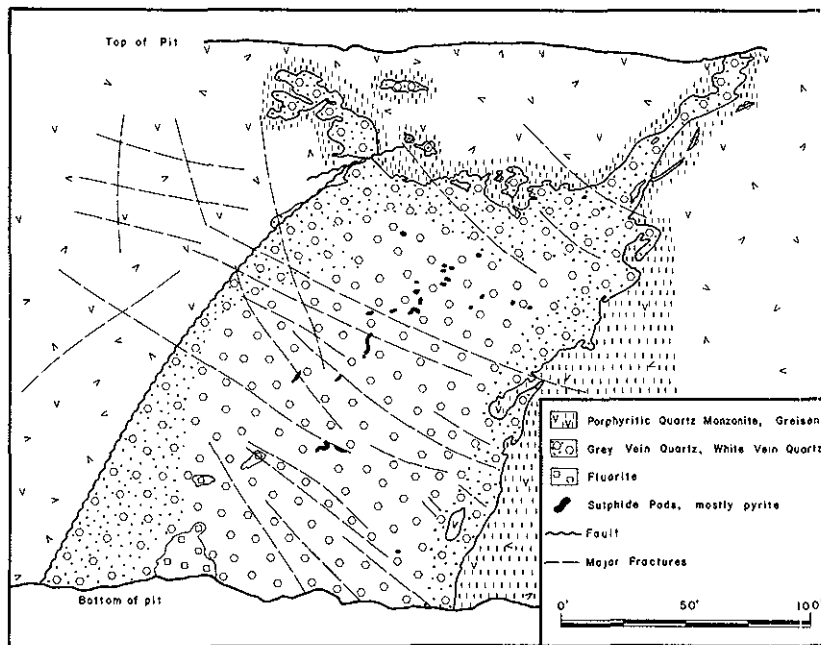 Top of Pit
Porphyritic Quartz Monzonite, Greisen
Grey Vein Quartz, White Vein Quartz
Fluorite
Sulphide Pods, mostly pyrite
Fault
Major Fractures
Bottom of pit
0' 50' 100'